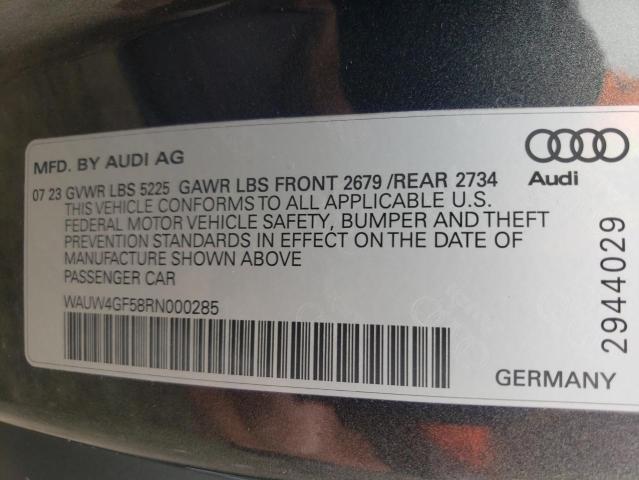 MFD. BY AUDI AG
07 23 GVWR LBS 5225 GAWR LBS FRONT 2679 /REAR 2734
THIS VEHICLE CONFORMS TO ALL APPLICABLE U.S.
FEDERAL MOTOR VEHICLE SAFETY, BUMPER AND THEFT
PREVENTION STANDARDS IN EFFECT ON THE DATE OF
MANUFACTURE SHOWN ABOVE
PASSENGER CAR
WAUW4GF58RN000285
Audi
2944029
GERMANY